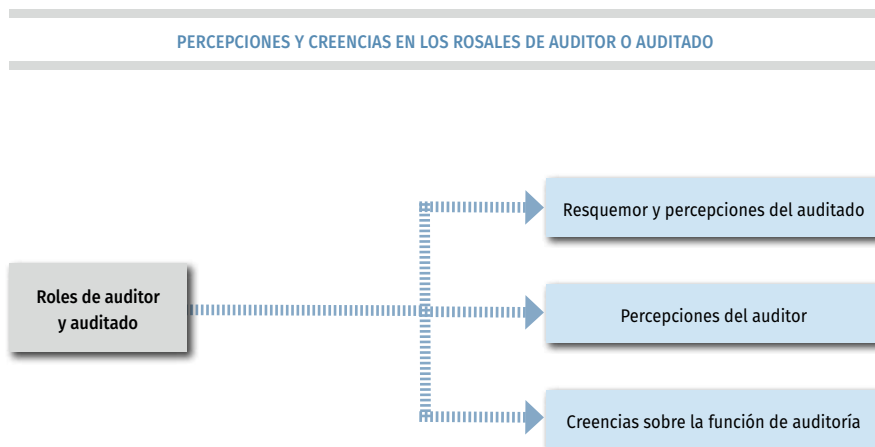 PERCEPCIONES Y CREENCIAS EN LOS ROSALES DE AUDITOR O AUDITADO
Resquemor y percepciones del auditado
Roles de auditor
y auditado
Percepciones del auditor
Creencias sobre la función de auditoría